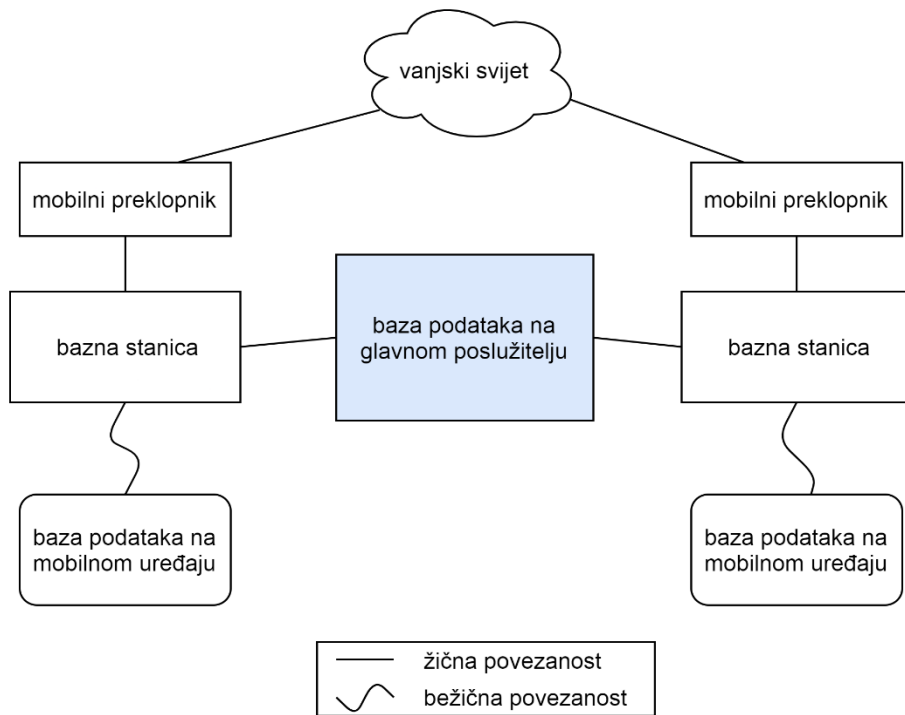 vanjski svijet
mobilni preklopnik
mobilni preklopnik
bazna stanica
baza podataka na
glavnom poslužitelju
bazna stanica
baza podataka na
mobilnom uređaju
baza podataka na
mobilnom uređaju
žična povezanost
bežična povezanost